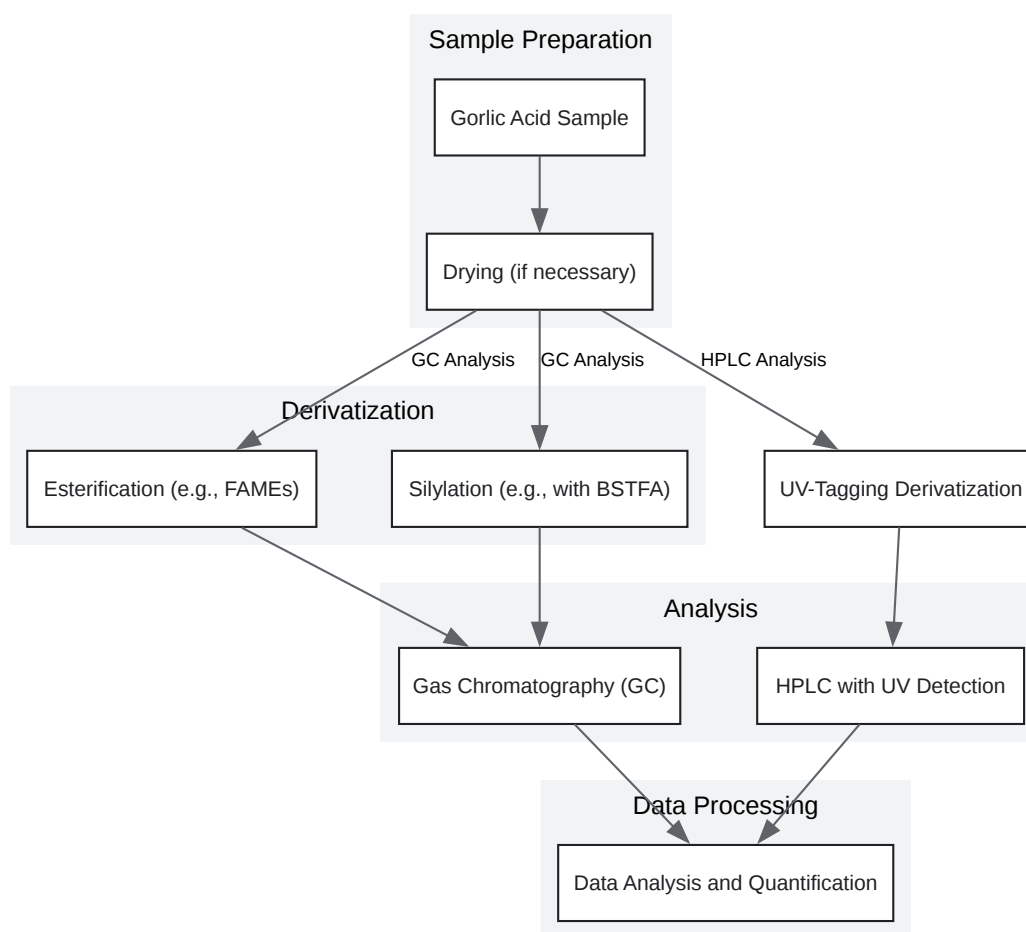 Sample Preparation
Gorlic Acid Sample
Drying (if necessary)
GC Analysis
GC Analysis
HPLC Analysis
Derivatization
Esterification (e.g., FAMEs)
Silylation (e.g., with BSTFA)
UV-Tagging Derivatization
Analysis
Gas Chromatography (GC)
HPLC with UV Detection
Data Processing
Data Analysis and Quantification